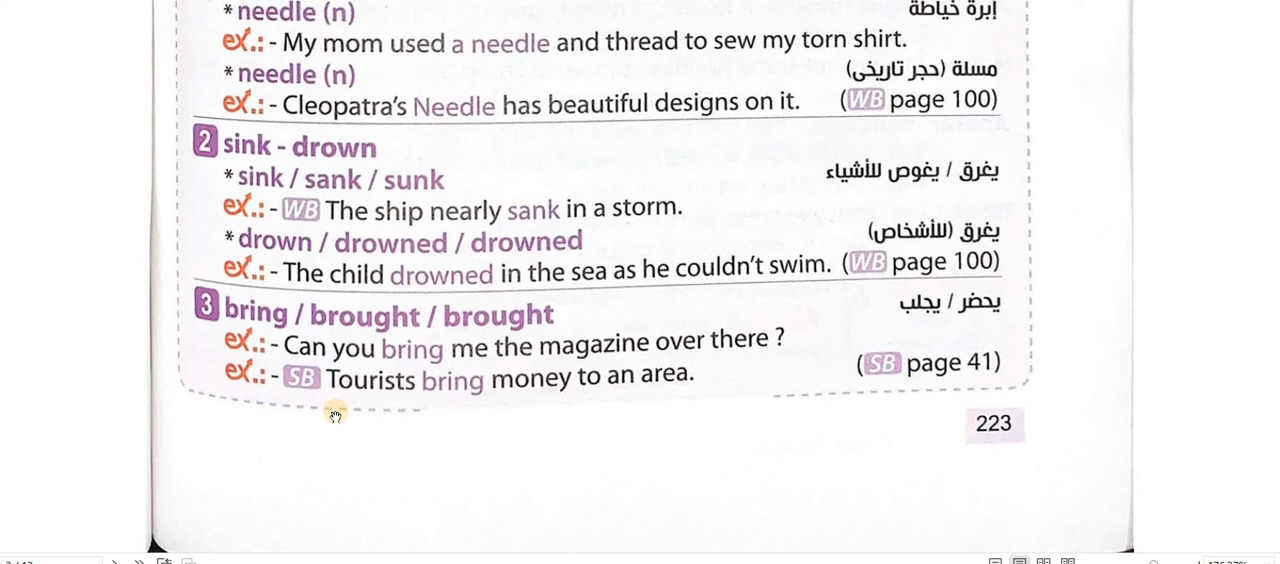 * needle (n) إبرة خياطة
ex.: - My mom used a needle and thread to sew my torn shirt.
* needle (n) مسلة (حجر تاريخى)
ex.: - Cleopatra's Needle has beautiful designs on it. (WB page 100)
2 sink - drown
* sink / sank / sunk يغرق / يغوص للأشياء
ex.: - WB The ship nearly sank in a storm.
* drown / drowned / drowned يغرق (للأشخاص)
ex.: - The child drowned in the sea as he couldn't swim. (WB page 100)
3 bring / brought / brought يحضر / يجلب
ex.: - Can you bring me the magazine over there ?
ex.: - SB Tourists bring money to an area. (SB page 41)
223